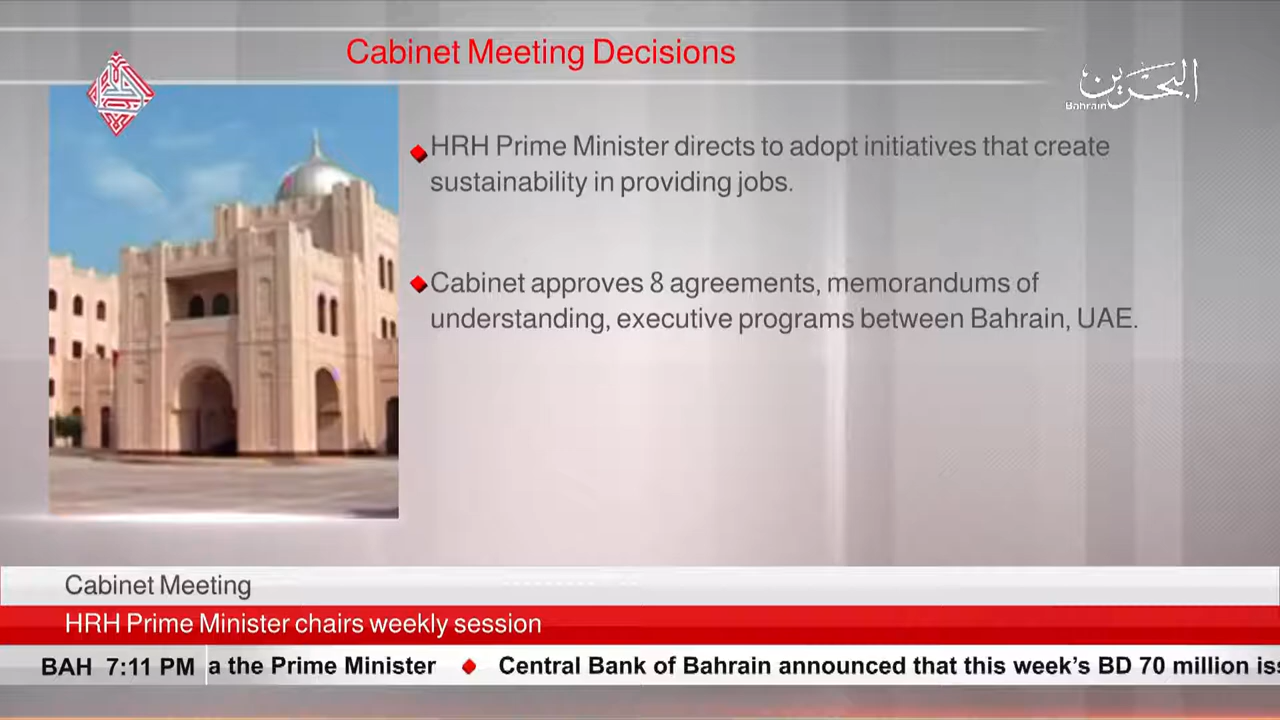 Cabinet Meeting Decisions
البحرين
Bahrain
HRH Prime Minister directs to adopt initiatives that create
sustainability in providing jobs.
Cabinet approves 8 agreements, memorandums of
understanding, executive programs between Bahrain, UAE.
Cabinet Meeting
HRH Prime Minister chairs weekly session
BAH 7:11 PM a the Prime Minister Central Bank of Bahrain announced that this week's BD 70 million iss